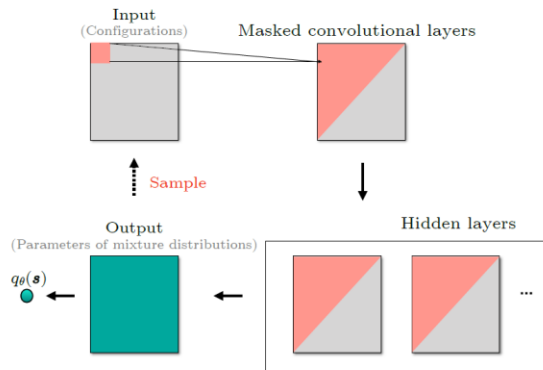 Input
(Configurations)
Masked convolutional layers
Sample
Output
(Parameters of mixture distributions)
Hidden layers
qθ(s)
...